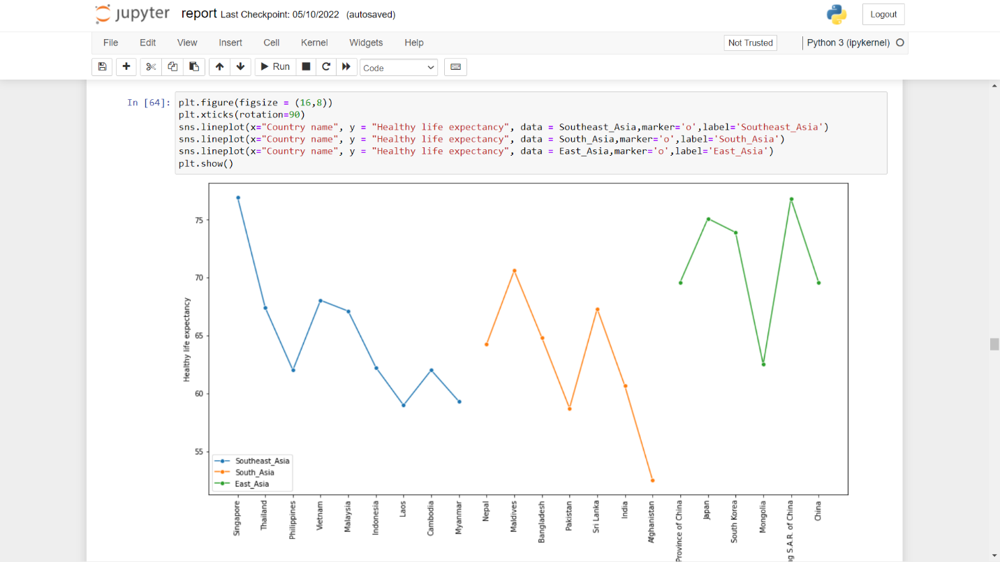 jupyter report Last Checkpoint: 05/10/2022 (autosaved)
Logout
File Edit View Insert Cell Kernel Widgets Help
Not Trusted
Python 3 (ipykernel)
Run
Code
In [64]:
plt.figure(figsize = (16,8))
plt.xticks(rotation=90)
sns.lineplot(x="Country name", y = "Healthy life expectancy", data = Southeast_Asia,marker='o',label='Southeast_Asia')
sns.lineplot(x="Country name", y = "Healthy life expectancy", data = South_Asia,marker='o',label='South_Asia')
sns.lineplot(x="Country name", y = "Healthy life expectancy", data = East_Asia,marker='o',label='East_Asia')
plt.show()
Healthy life expectancy
75
70
65
60
55
Southeast_Asia
South_Asia
East_Asia
Singapore
Thailand
Philippines
Vietnam
Malaysia
Indonesia
Laos
Cambodia
Myanmar
Nepal
Maldives
Bangladesh
Pakistan
Sri Lanka
India
Afghanistan
Province of China
Japan
South Korea
Mongolia
S.A.R. of China
China